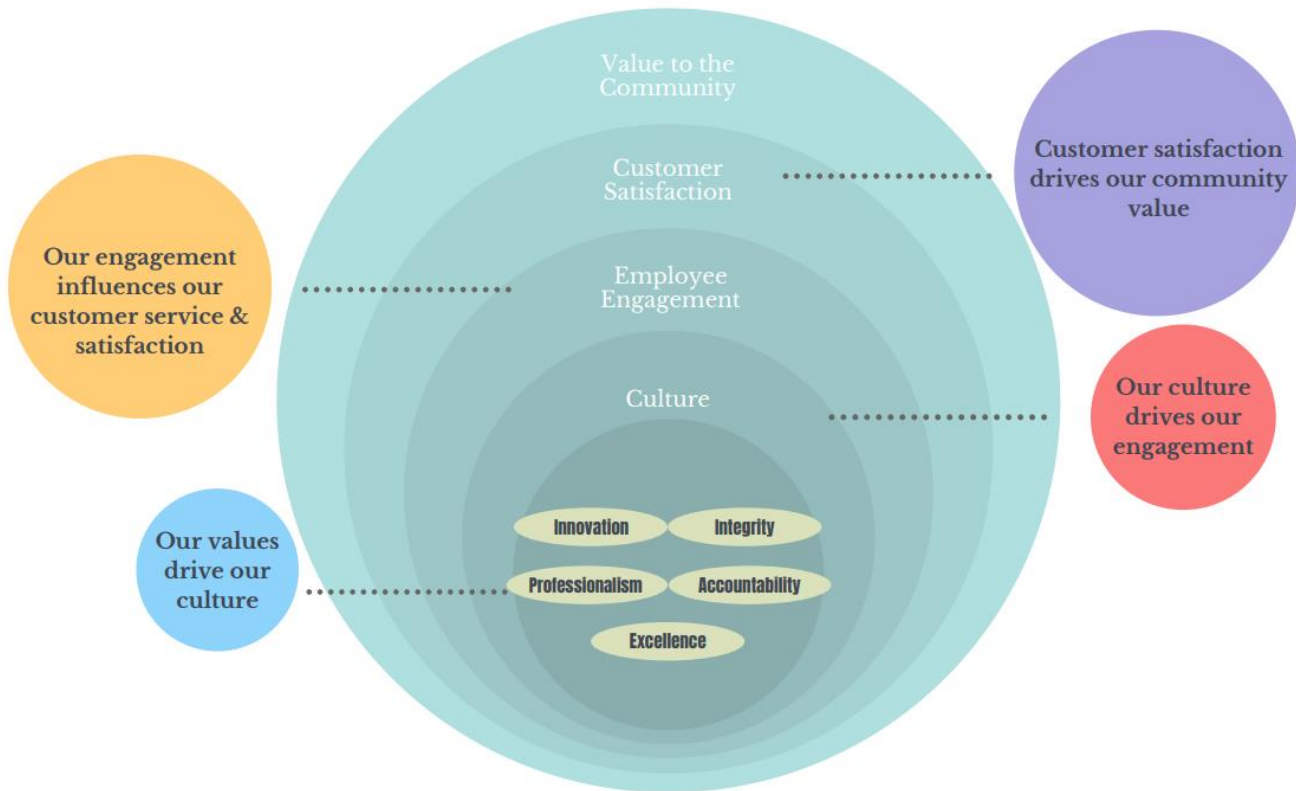 Value to the
Community
Customer
Satisfaction
Employee
Engagement
Culture
Innovation
Integrity
Professionalism
Accountability
Excellence
Our engagement
influences our
customer service &
satisfaction
Our values
drive our
culture
Customer satisfaction
drives our community
value
Our culture
drives our
engagement